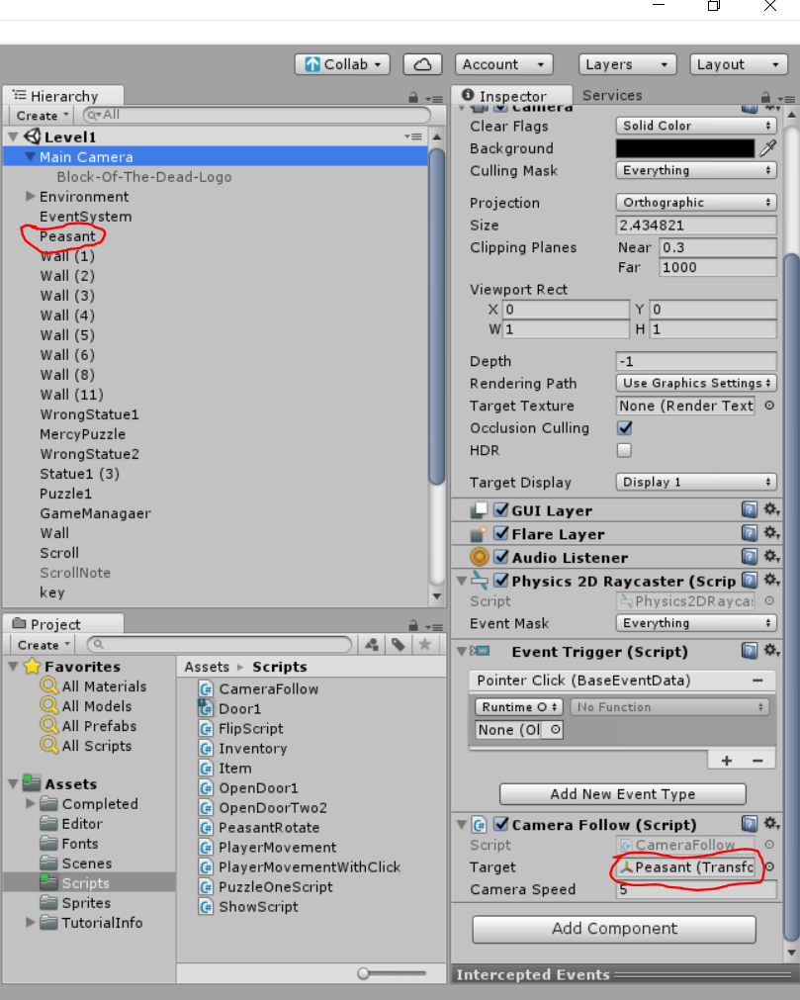 Collab
Account
Layers
Layout
Hierarchy
Create
All
Level1
Main Camera
Block-Of-The-Dead-Logo
Environment
EventSystem
Peasant
Wall (1)
Wall (2)
Wall (3)
Wall (4)
Wall (5)
Wall (6)
Wall (8)
Wall (11)
WrongStatue1
MercyPuzzle
WrongStatue2
Statue1 (3)
Puzzle1
GameManagaer
Wall
Scroll
ScrollNote
key
Project
Create
Favorites
All Materials
All Models
All Prefabs
All Scripts
Assets
Completed
Editor
Fonts
Scenes
Scripts
Sprites
TutorialInfo
Assets ▸ Scripts
CameraFollow
Door1
FlipScript
Inventory
Item
OpenDoor1
OpenDoorTwo2
PeasantRotate
PlayerMovement
PlayerMovementWithClick
PuzzleOneScript
ShowScript
Inspector
Services
Camera
Clear Flags Solid Color
Background
Culling Mask Everything
Projection Orthographic
Size 2.434821
Clipping Planes Near 0.3
Far 1000
Viewport Rect
X 0 Y 0
W 1 H 1
Depth -1
Rendering Path Use Graphics Settings
Target Texture None (Render Text
Occlusion Culling
HDR
Target Display Display 1
GUI Layer
Flare Layer
Audio Listener
Physics 2D Raycaster (Scrip
Script Physics2DRaycas
Event Mask Everything
Event Trigger (Script)
Pointer Click (BaseEventData) −
Runtime O No Function
None (Ol
+ −
Add New Event Type
Camera Follow (Script)
Script CameraFollow
Target Peasant (Transfo
Camera Speed 5
Add Component
Intercepted Events